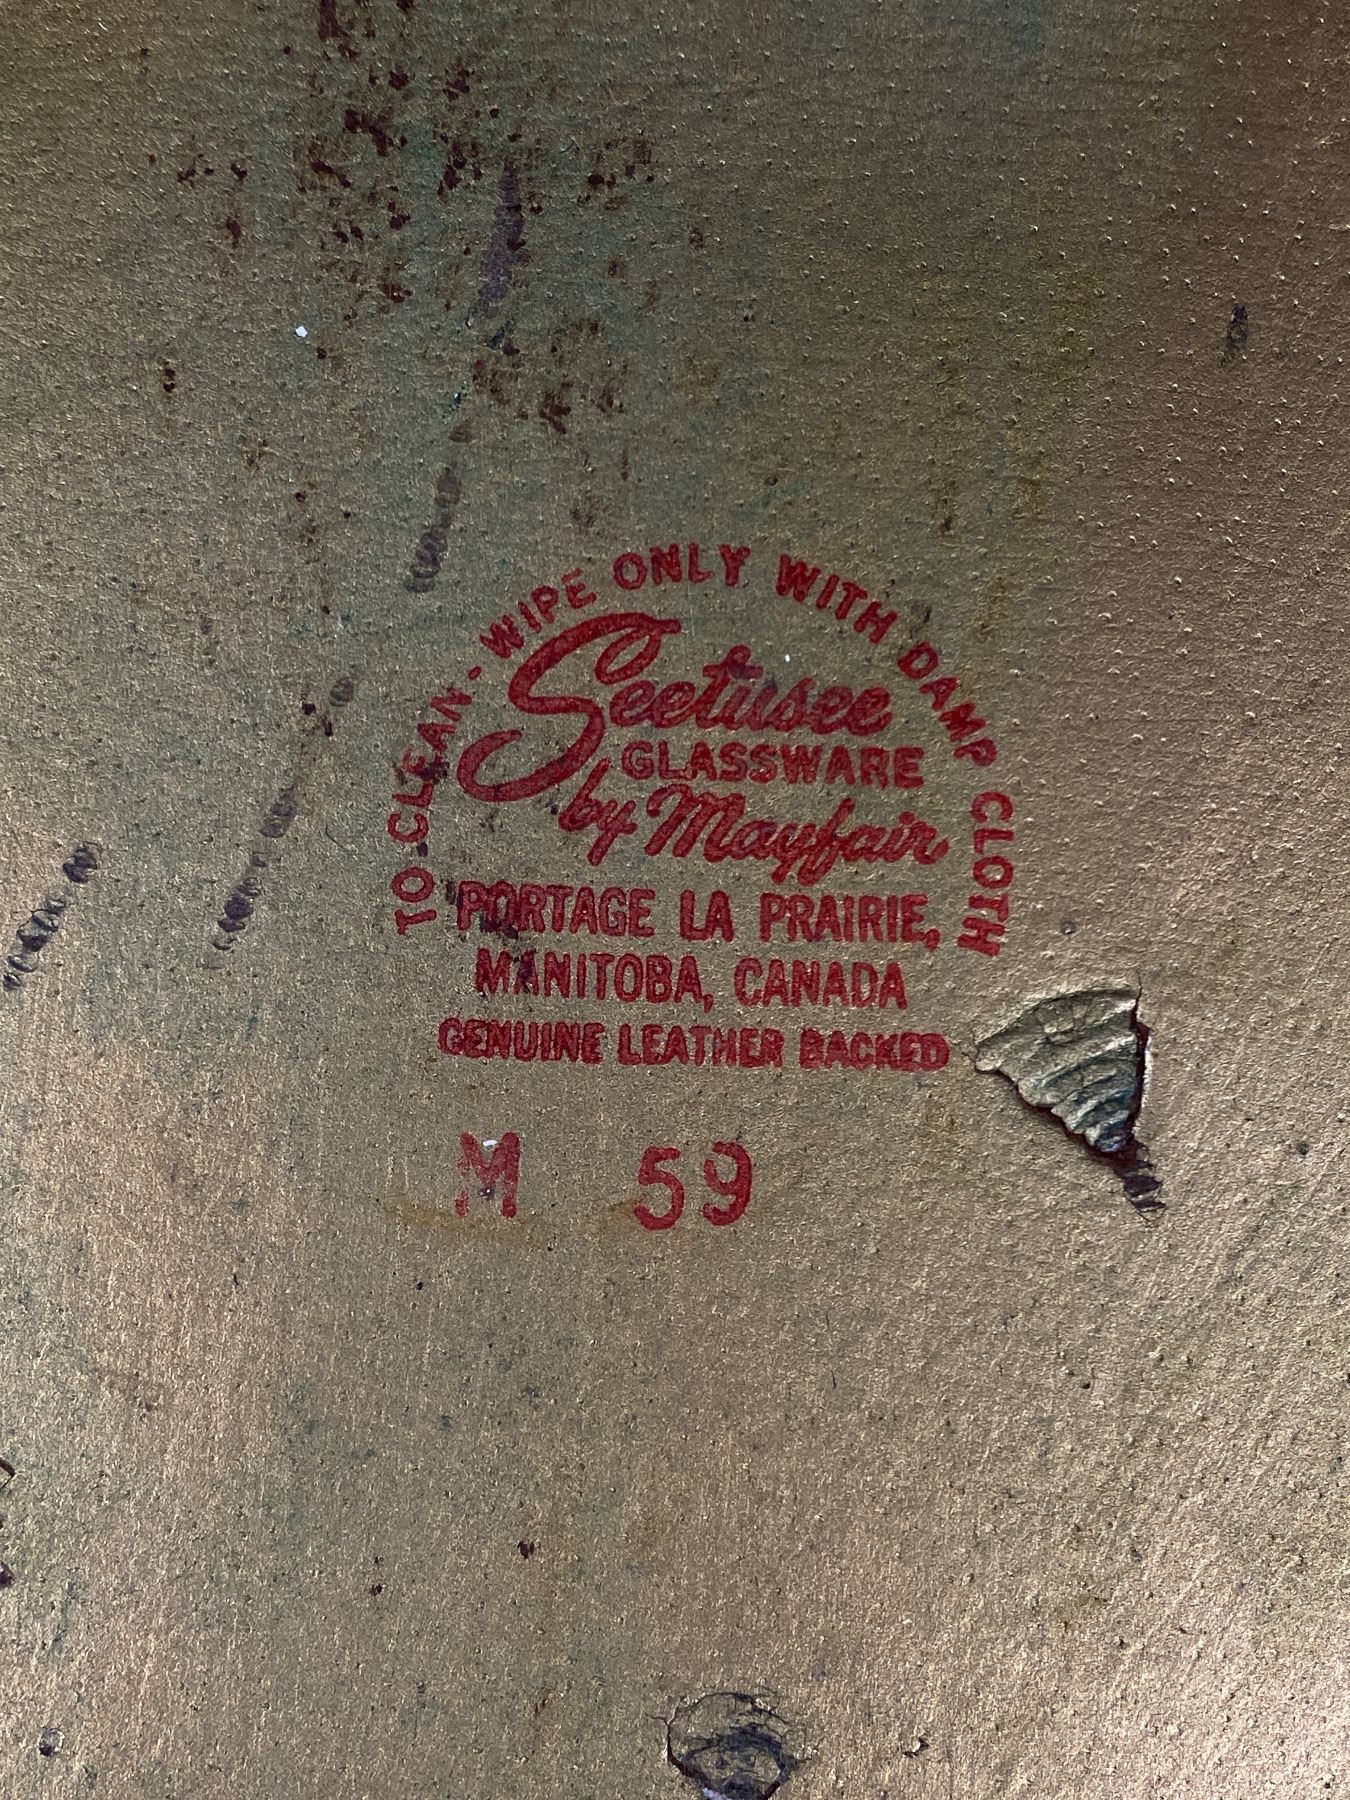 TO CLEAN - WIPE ONLY WITH DAMP CLOTH
Seetusee
GLASSWARE
by Mayfair
PORTAGE LA PRAIRIE,
MANITOBA, CANADA
GENUINE LEATHER BACKED
M 59